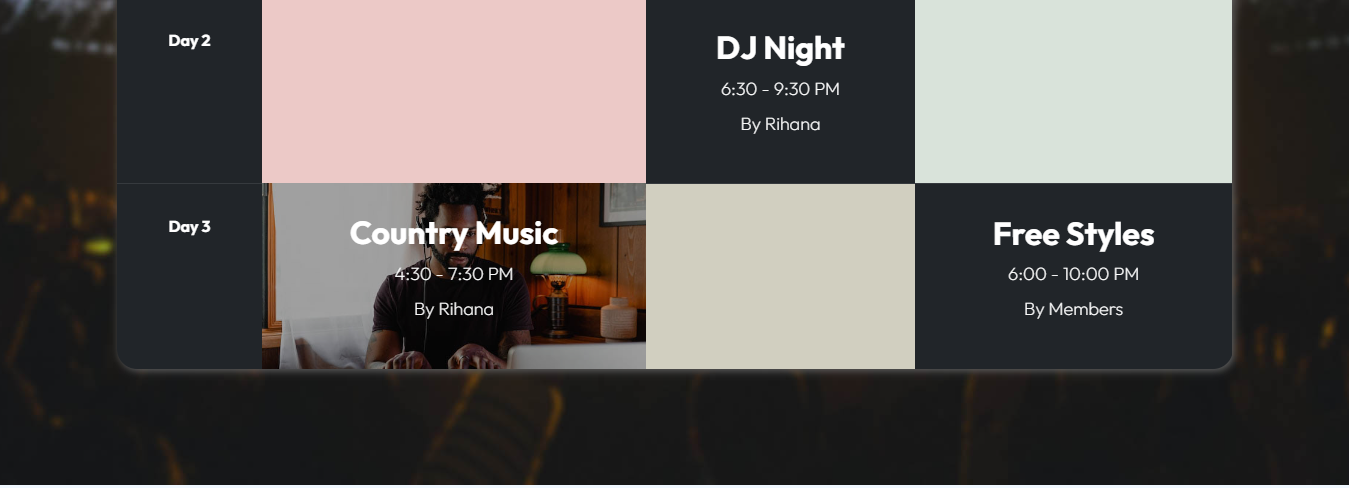 Day 2
DJ Night
6:30 - 9:30 PM
By Rihana
Day 3
Country Music
4:30 - 7:30 PM
By Rihana
Free Styles
6:00 - 10:00 PM
By Members